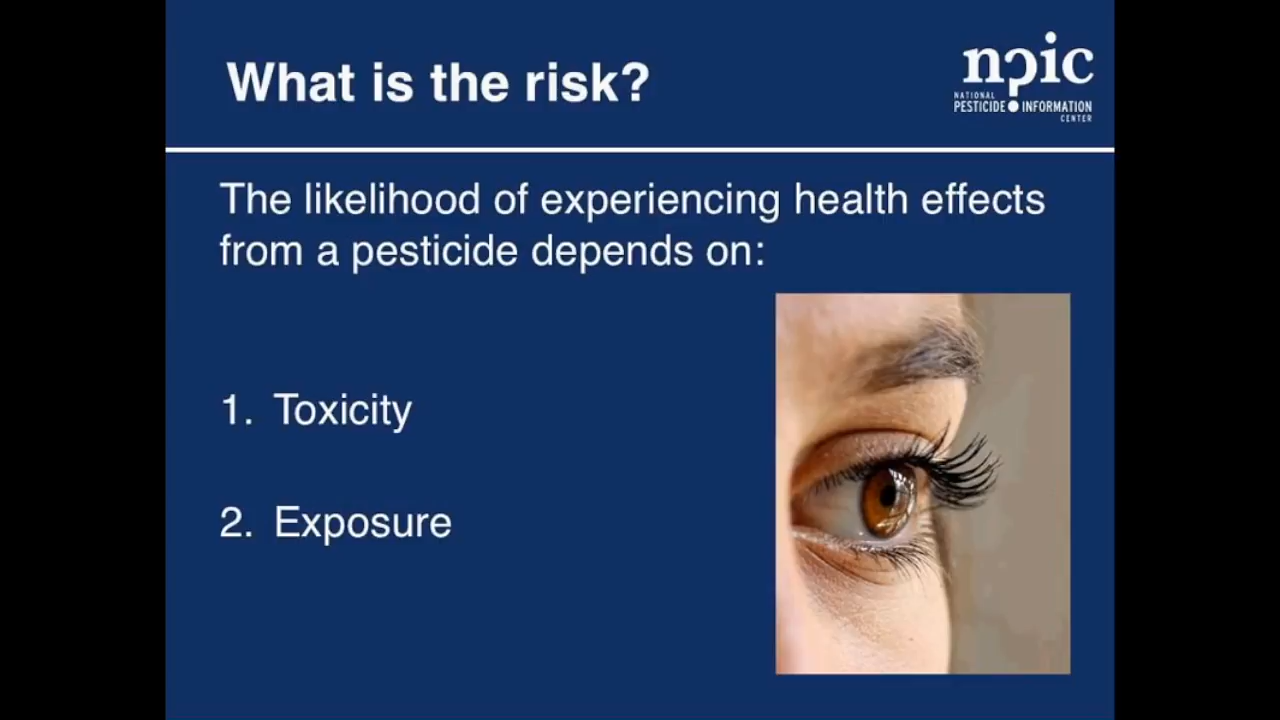 What is the risk?
npic
NATIONAL
PESTICIDE INFORMATION
CENTER
The likelihood of experiencing health effects
from a pesticide depends on:
1. Toxicity
2. Exposure